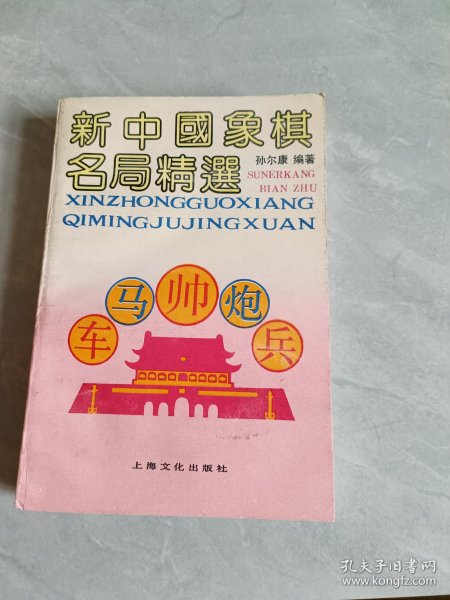 新中國象棋
名局精選
孙尔康 编著
SUNERKANG
BIAN ZHU
XINZHONGGUOXIANG
QIMINGJUJINGXUAN
车马帅炮兵
上海文化出版社
孔夫子旧书网
www.kongfz.com